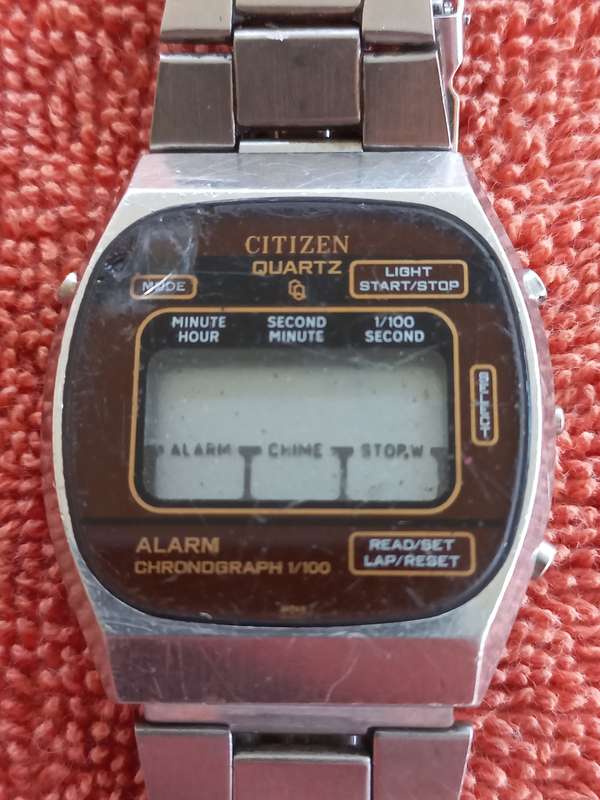 CITIZEN
QUARTZ
MODE
LIGHT
START/STOP
MINUTE
HOUR
SECOND
MINUTE
1/100
SECOND
SELECT
ALARM CHIME STOP.W
ALARM
CHRONOGRAPH 1/100
READ/SET
LAP/RESET